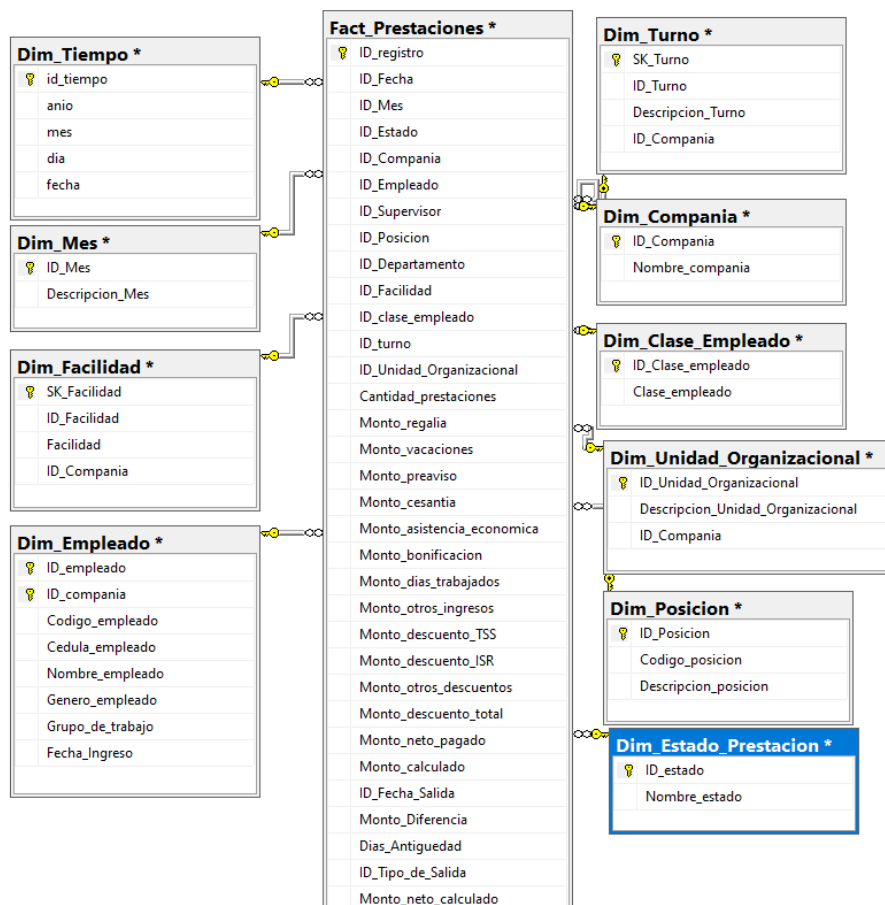 Dim_Tiempo *
id_tiempo
anio
mes
dia
fecha
Dim_Mes *
ID_Mes
Descripcion_Mes
Dim_Facilidad *
SK_Facilidad
ID_Facilidad
Facilidad
ID_Compania
Dim_Empleado *
ID_empleado
ID_compania
Codigo_empleado
Cedula_empleado
Nombre_empleado
Genero_empleado
Grupo_de_trabajo
Fecha_Ingreso
Fact_Prestaciones *
ID_registro
ID_Fecha
ID_Mes
ID_Estado
ID_Compania
ID_Empleado
ID_Supervisor
ID_Posicion
ID_Departamento
ID_Facilidad
ID_clase_empleado
ID_turno
ID_Unidad_Organizacional
Cantidad_prestaciones
Monto_regalia
Monto_vacaciones
Monto_preaviso
Monto_cesantia
Monto_asistencia_economica
Monto_bonificacion
Monto_dias_trabajados
Monto_otros_ingresos
Monto_descuento_TSS
Monto_descuento_ISR
Monto_otros_descuentos
Monto_descuento_total
Monto_neto_pagado
Monto_calculado
ID_Fecha_Salida
Monto_Diferencia
Dias_Antiguedad
ID_Tipo_de_Salida
Monto_neto_calculado
Dim_Turno *
SK_Turno
ID_Turno
Descripcion_Turno
ID_Compania
Dim_Compania *
ID_Compania
Nombre_compania
Dim_Clase_Empleado *
ID_Clase_empleado
Clase_empleado
Dim_Unidad_Organizacional *
ID_Unidad_Organizacional
Descripcion_Unidad_Organizacional
ID_Compania
Dim_Posicion *
ID_Posicion
Codigo_posicion
Descripcion_posicion
Dim_Estado_Prestacion *
ID_estado
Nombre_estado